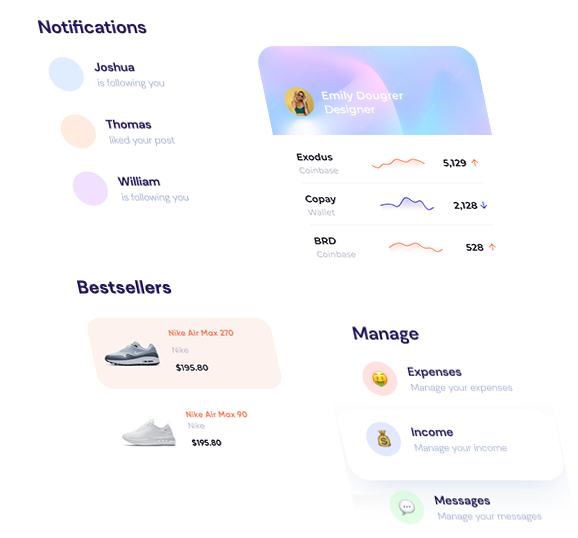 Notifications
Joshua
is following you
Thomas
liked your post
William
is following you
Emily Dougrer
Designer
Exodus
Coinbase
5,129
Copay
Wallet
2,128
BRD
Coinbase
528
Bestsellers
Nike Air Max 270
Nike
$195.80
Nike Air Max 90
Nike
$195.80
Manage
Expenses
Manage your expenses
Income
Manage your income
Messages
Manage your messages